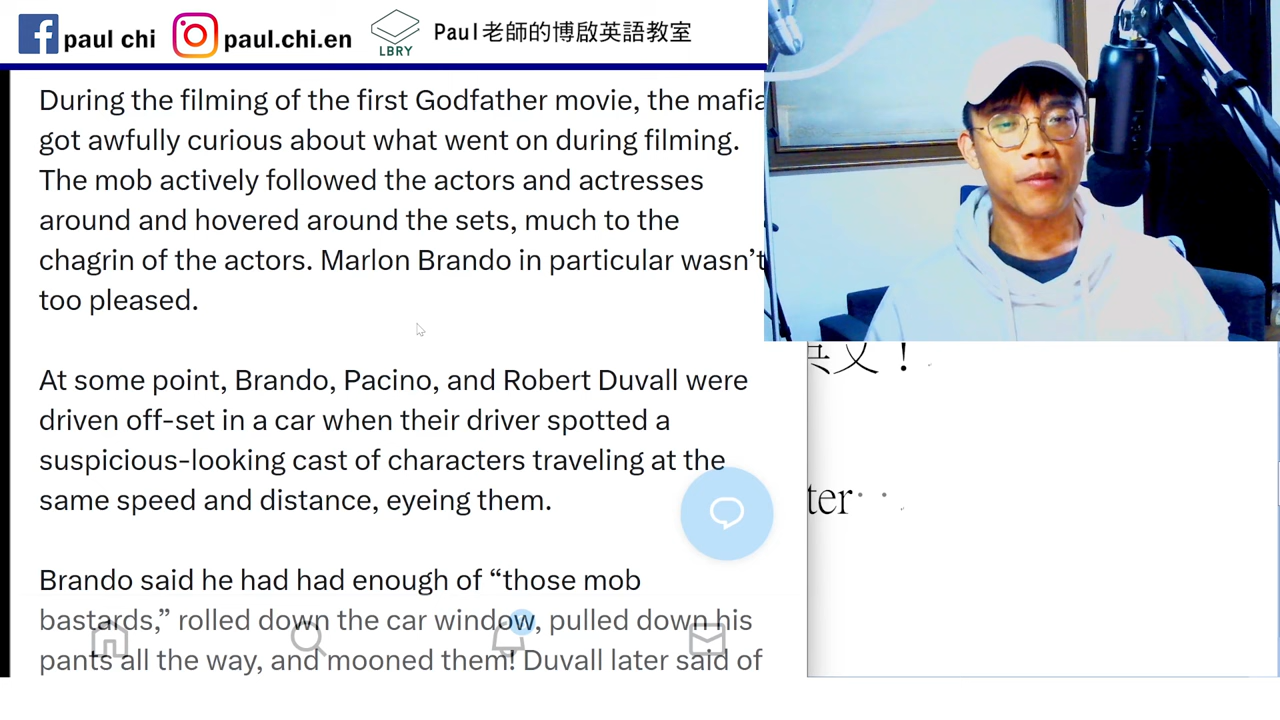 paul chi
paul.chi.en
LBRY
Paul老師的博啟英語教室
During the filming of the first Godfather movie, the mafia
got awfully curious about what went on during filming.
The mob actively followed the actors and actresses
around and hovered around the sets, much to the
chagrin of the actors. Marlon Brando in particular wasn’t
too pleased.
At some point, Brando, Pacino, and Robert Duvall were
driven off-set in a car when their driver spotted a
suspicious-looking cast of characters traveling at the
same speed and distance, eyeing them.
Brando said he had had enough of “those mob
bastards,” rolled down the car window, pulled down his
pants all the way, and mooned them! Duvall later said of
文！
ter